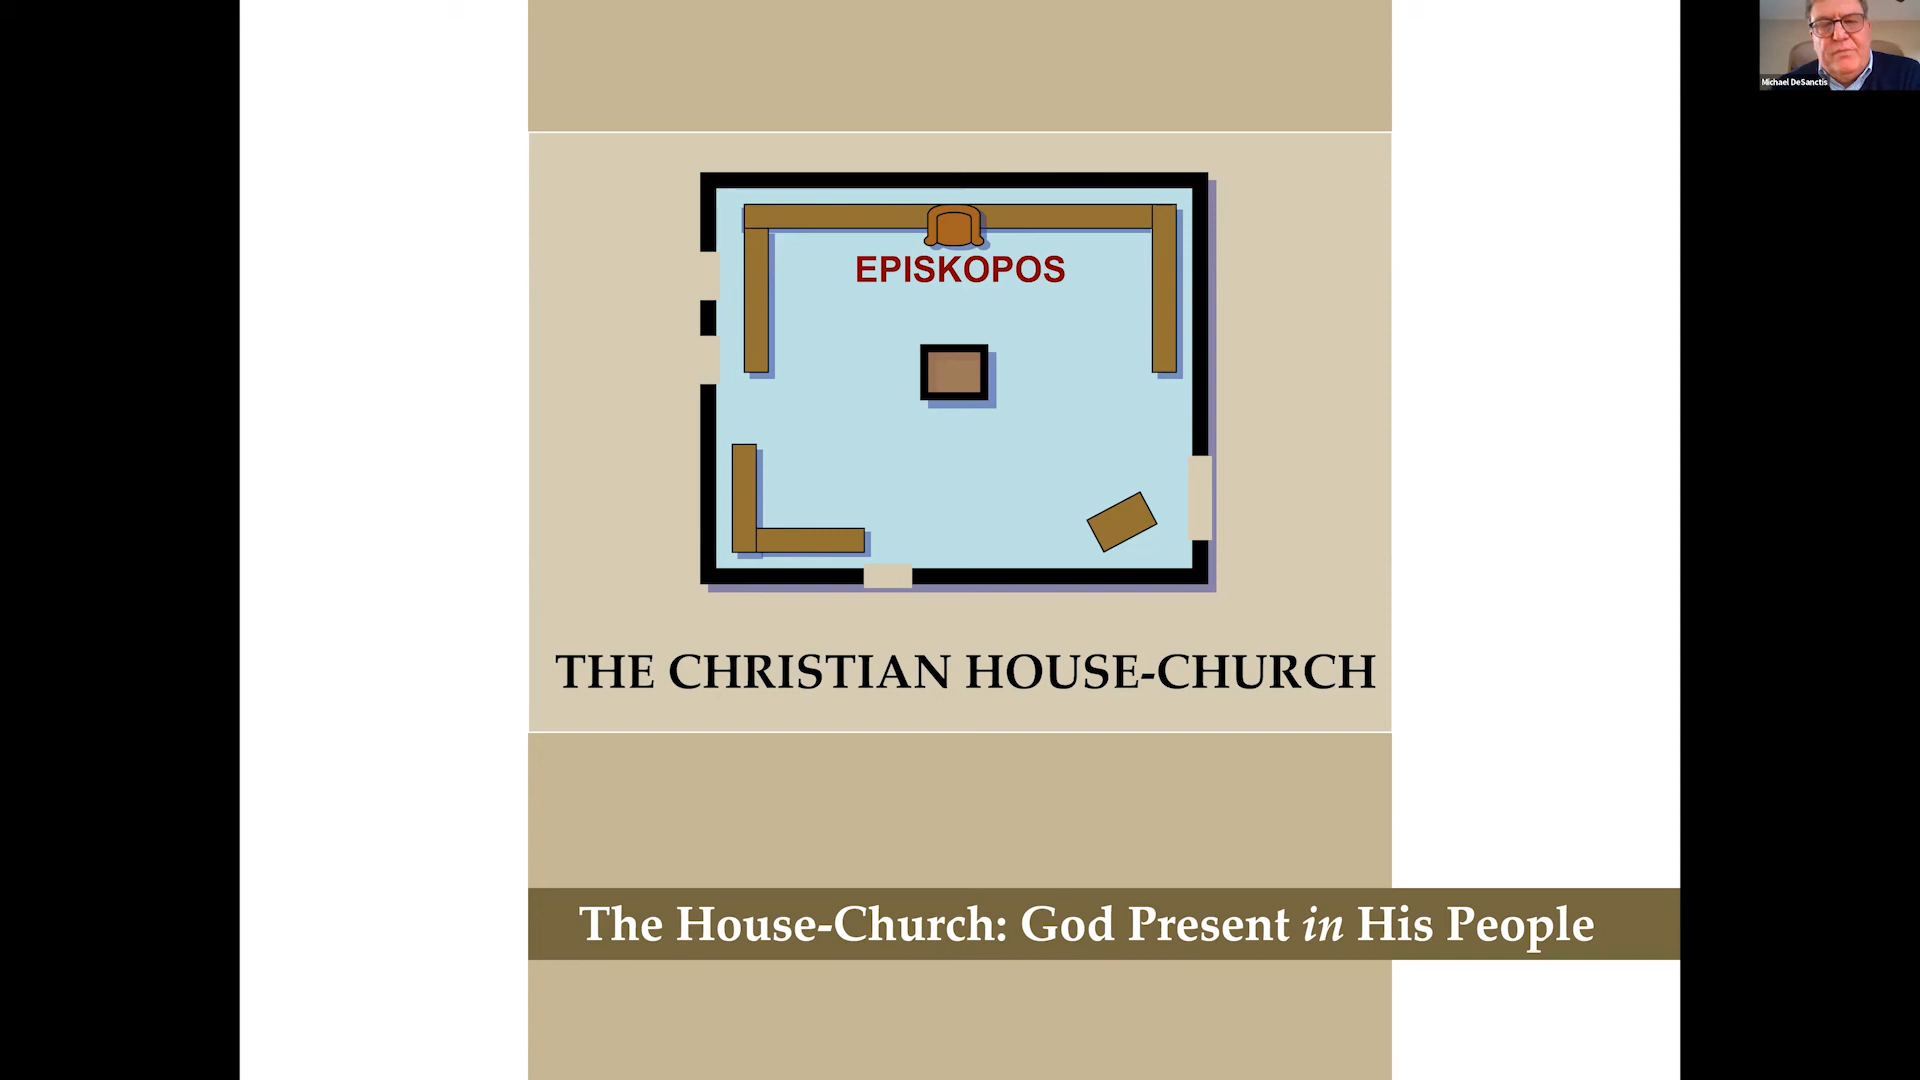 Michael DeSanctis
EPISKOPOS
THE CHRISTIAN HOUSE-CHURCH
The House-Church: God Present in His People